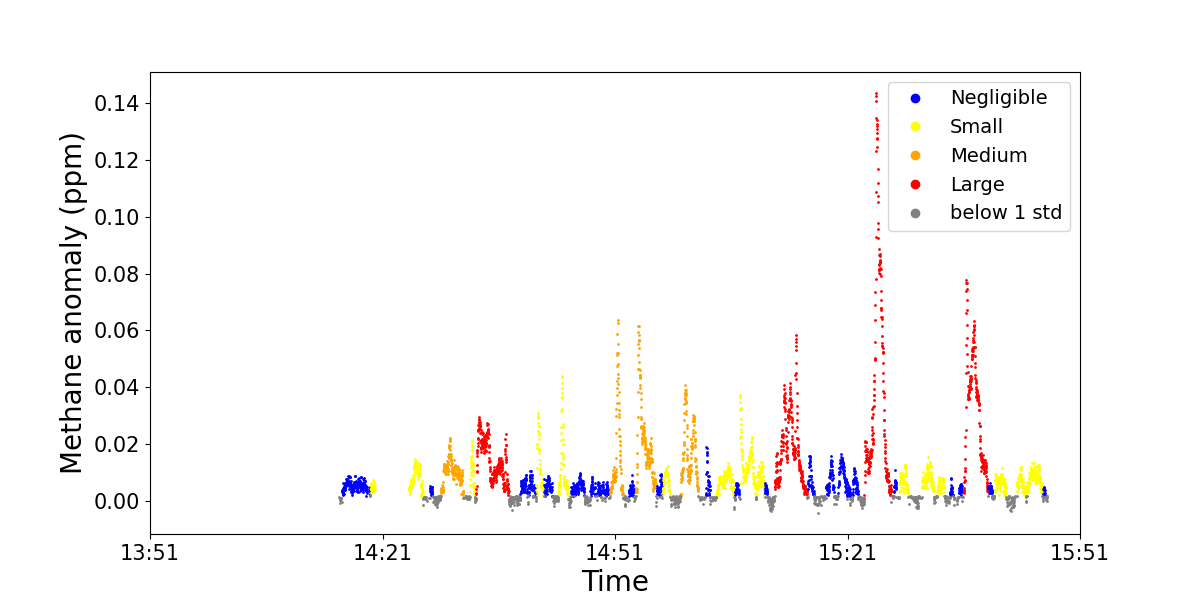 Methane anomaly (ppm)
0.14
0.12
0.10
0.08
0.06
0.04
0.02
0.00
Negligible
Small
Medium
Large
below 1 std
13:51 14:21 14:51 15:21 15:51
Time